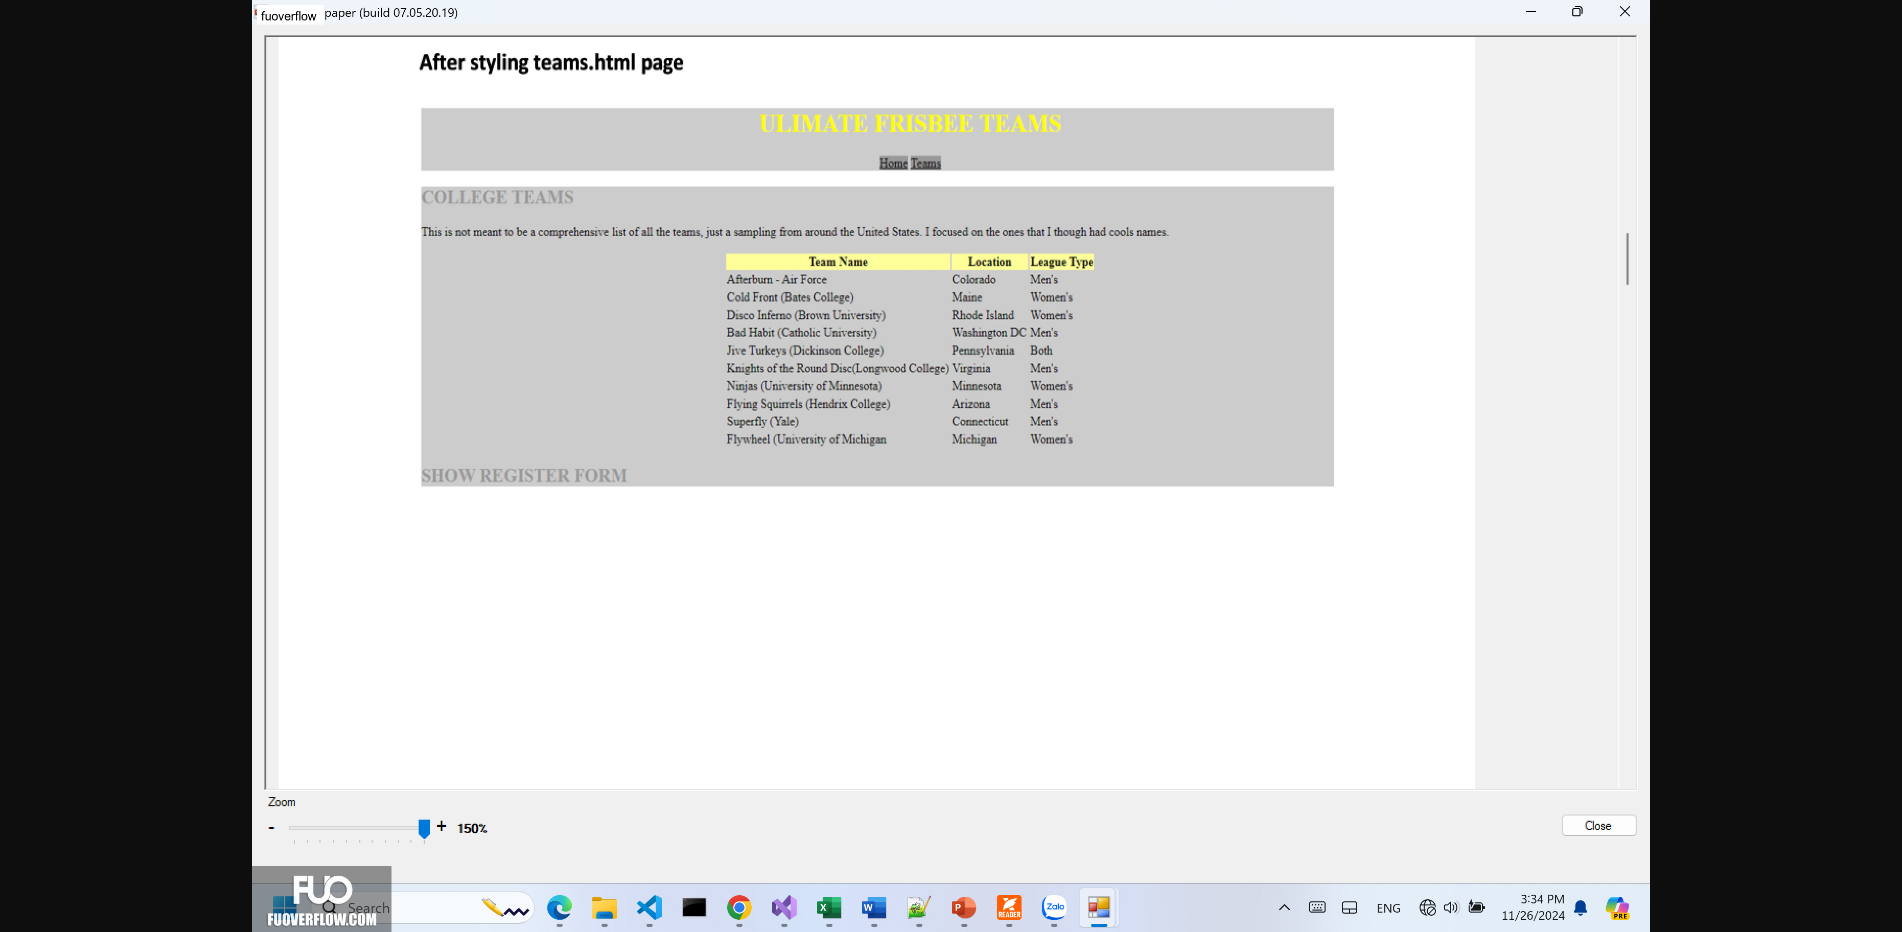 fuoverflow paper (build 07.05.20.19)
After styling teams.html page
ULIMATE FRISBEE TEAMS
Home Teams
COLLEGE TEAMS
This is not meant to be a comprehensive list of all the teams, just a sampling from around the United States. I focused on the ones that I though had cools names.
Team Name Location League Type
Afterburn - Air Force Colorado Men's
Cold Front (Bates College) Maine Women's
Disco Inferno (Brown University) Rhode Island Women's
Bad Habit (Catholic University) Washington DC Men's
Jive Turkeys (Dickinson College) Pennsylvania Both
Knights of the Round Disc(Longwood College) Virginia Men's
Ninjas (University of Minnesota) Minnesota Women's
Flying Squirrels (Hendrix College) Arizona Men's
Superfly (Yale) Connecticut Men's
Flywheel (University of Michigan Michigan Women's
SHOW REGISTER FORM
Zoom
- + 150%
Close
FUO
FUOVERFLOW.COM
Search
READER
Zalo
ENG
3:34 PM
11/26/2024
PRE